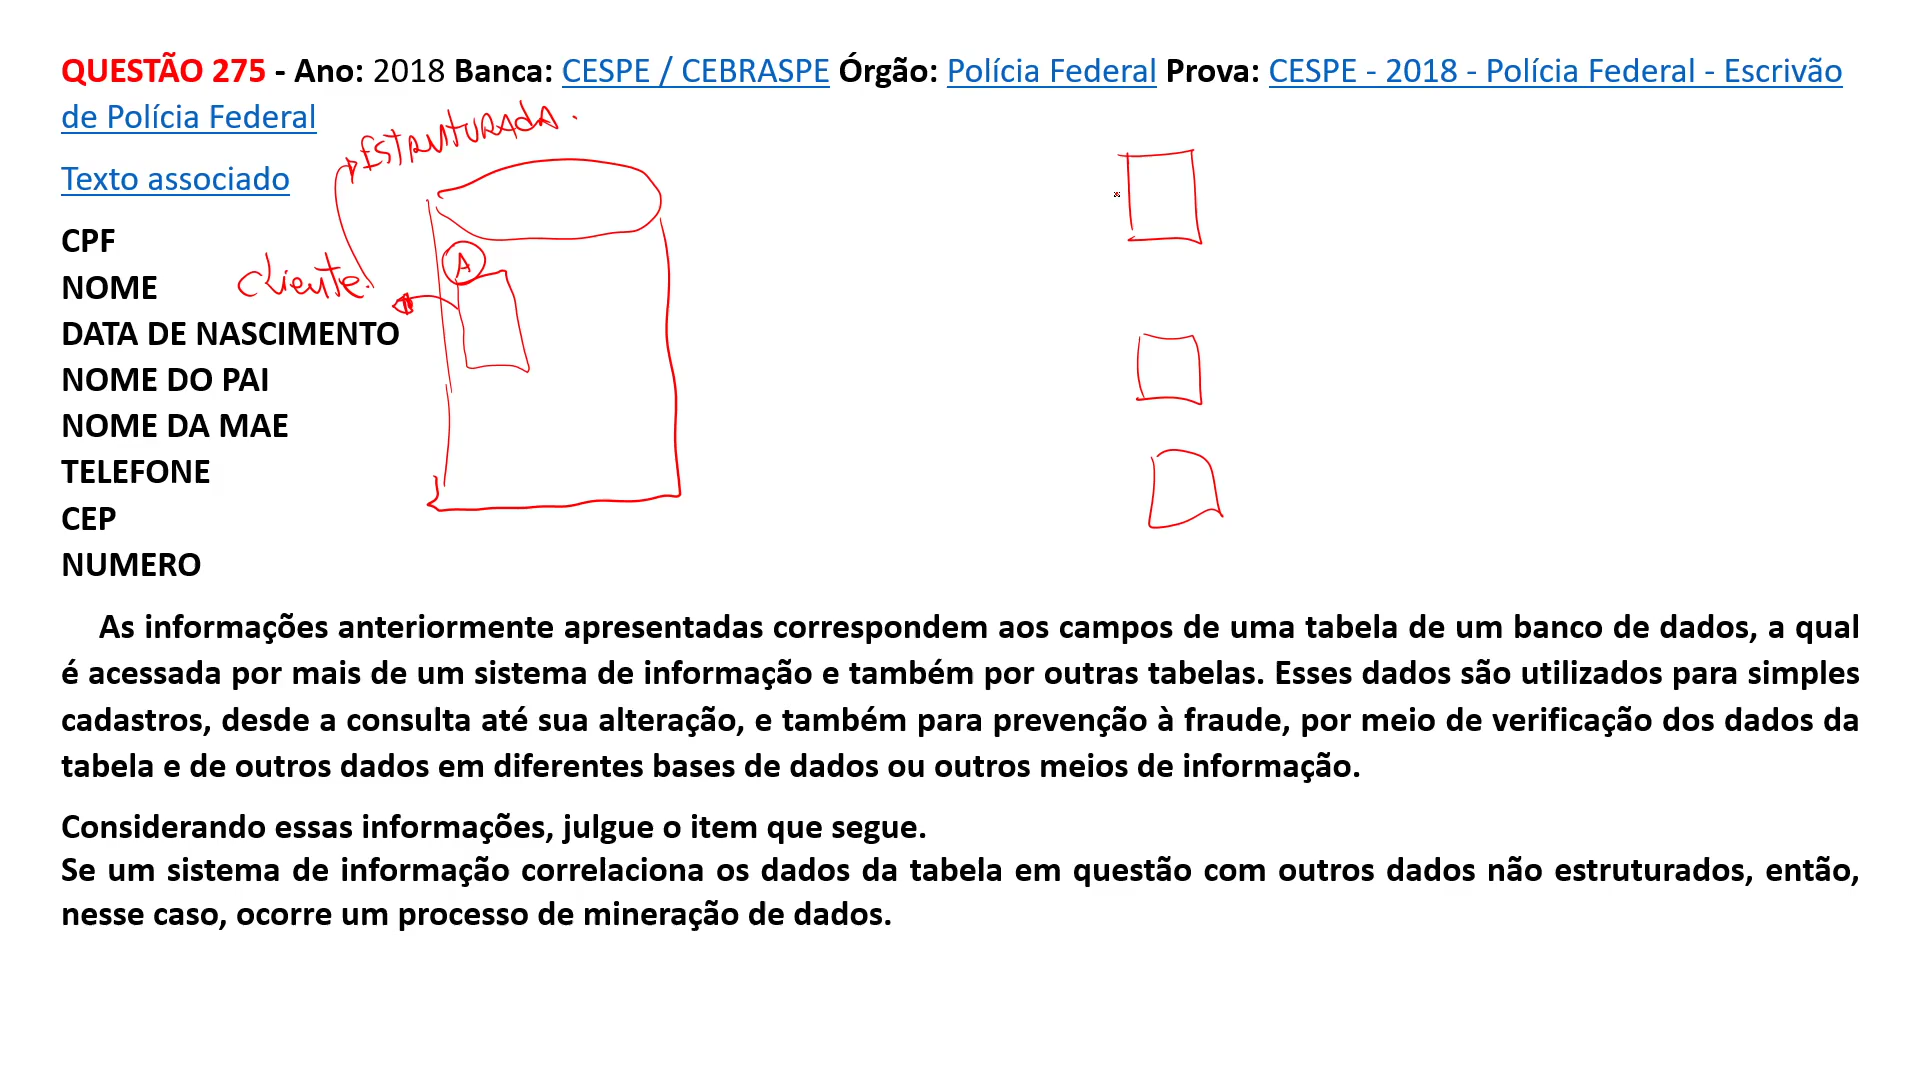 QUESTÃO 275 - Ano: 2018 Banca: CESPE / CEBRASPE Órgão: Polícia Federal Prova: CESPE - 2018 - Polícia Federal - Escrivão
de Polícia Federal
ESTRUTURADA.
Texto associado
CPF
A
NOME
Cliente
DATA DE NASCIMENTO
NOME DO PAI
NOME DA MAE
TELEFONE
CEP
NUMERO
As informações anteriormente apresentadas correspondem aos campos de uma tabela de um banco de dados, a qual
é acessada por mais de um sistema de informação e também por outras tabelas. Esses dados são utilizados para simples
cadastros, desde a consulta até sua alteração, e também para prevenção à fraude, por meio de verificação dos dados da
tabela e de outros dados em diferentes bases de dados ou outros meios de informação.
Considerando essas informações, julgue o item que segue.
Se um sistema de informação correlaciona os dados da tabela em questão com outros dados não estruturados, então,
nesse caso, ocorre um processo de mineração de dados.